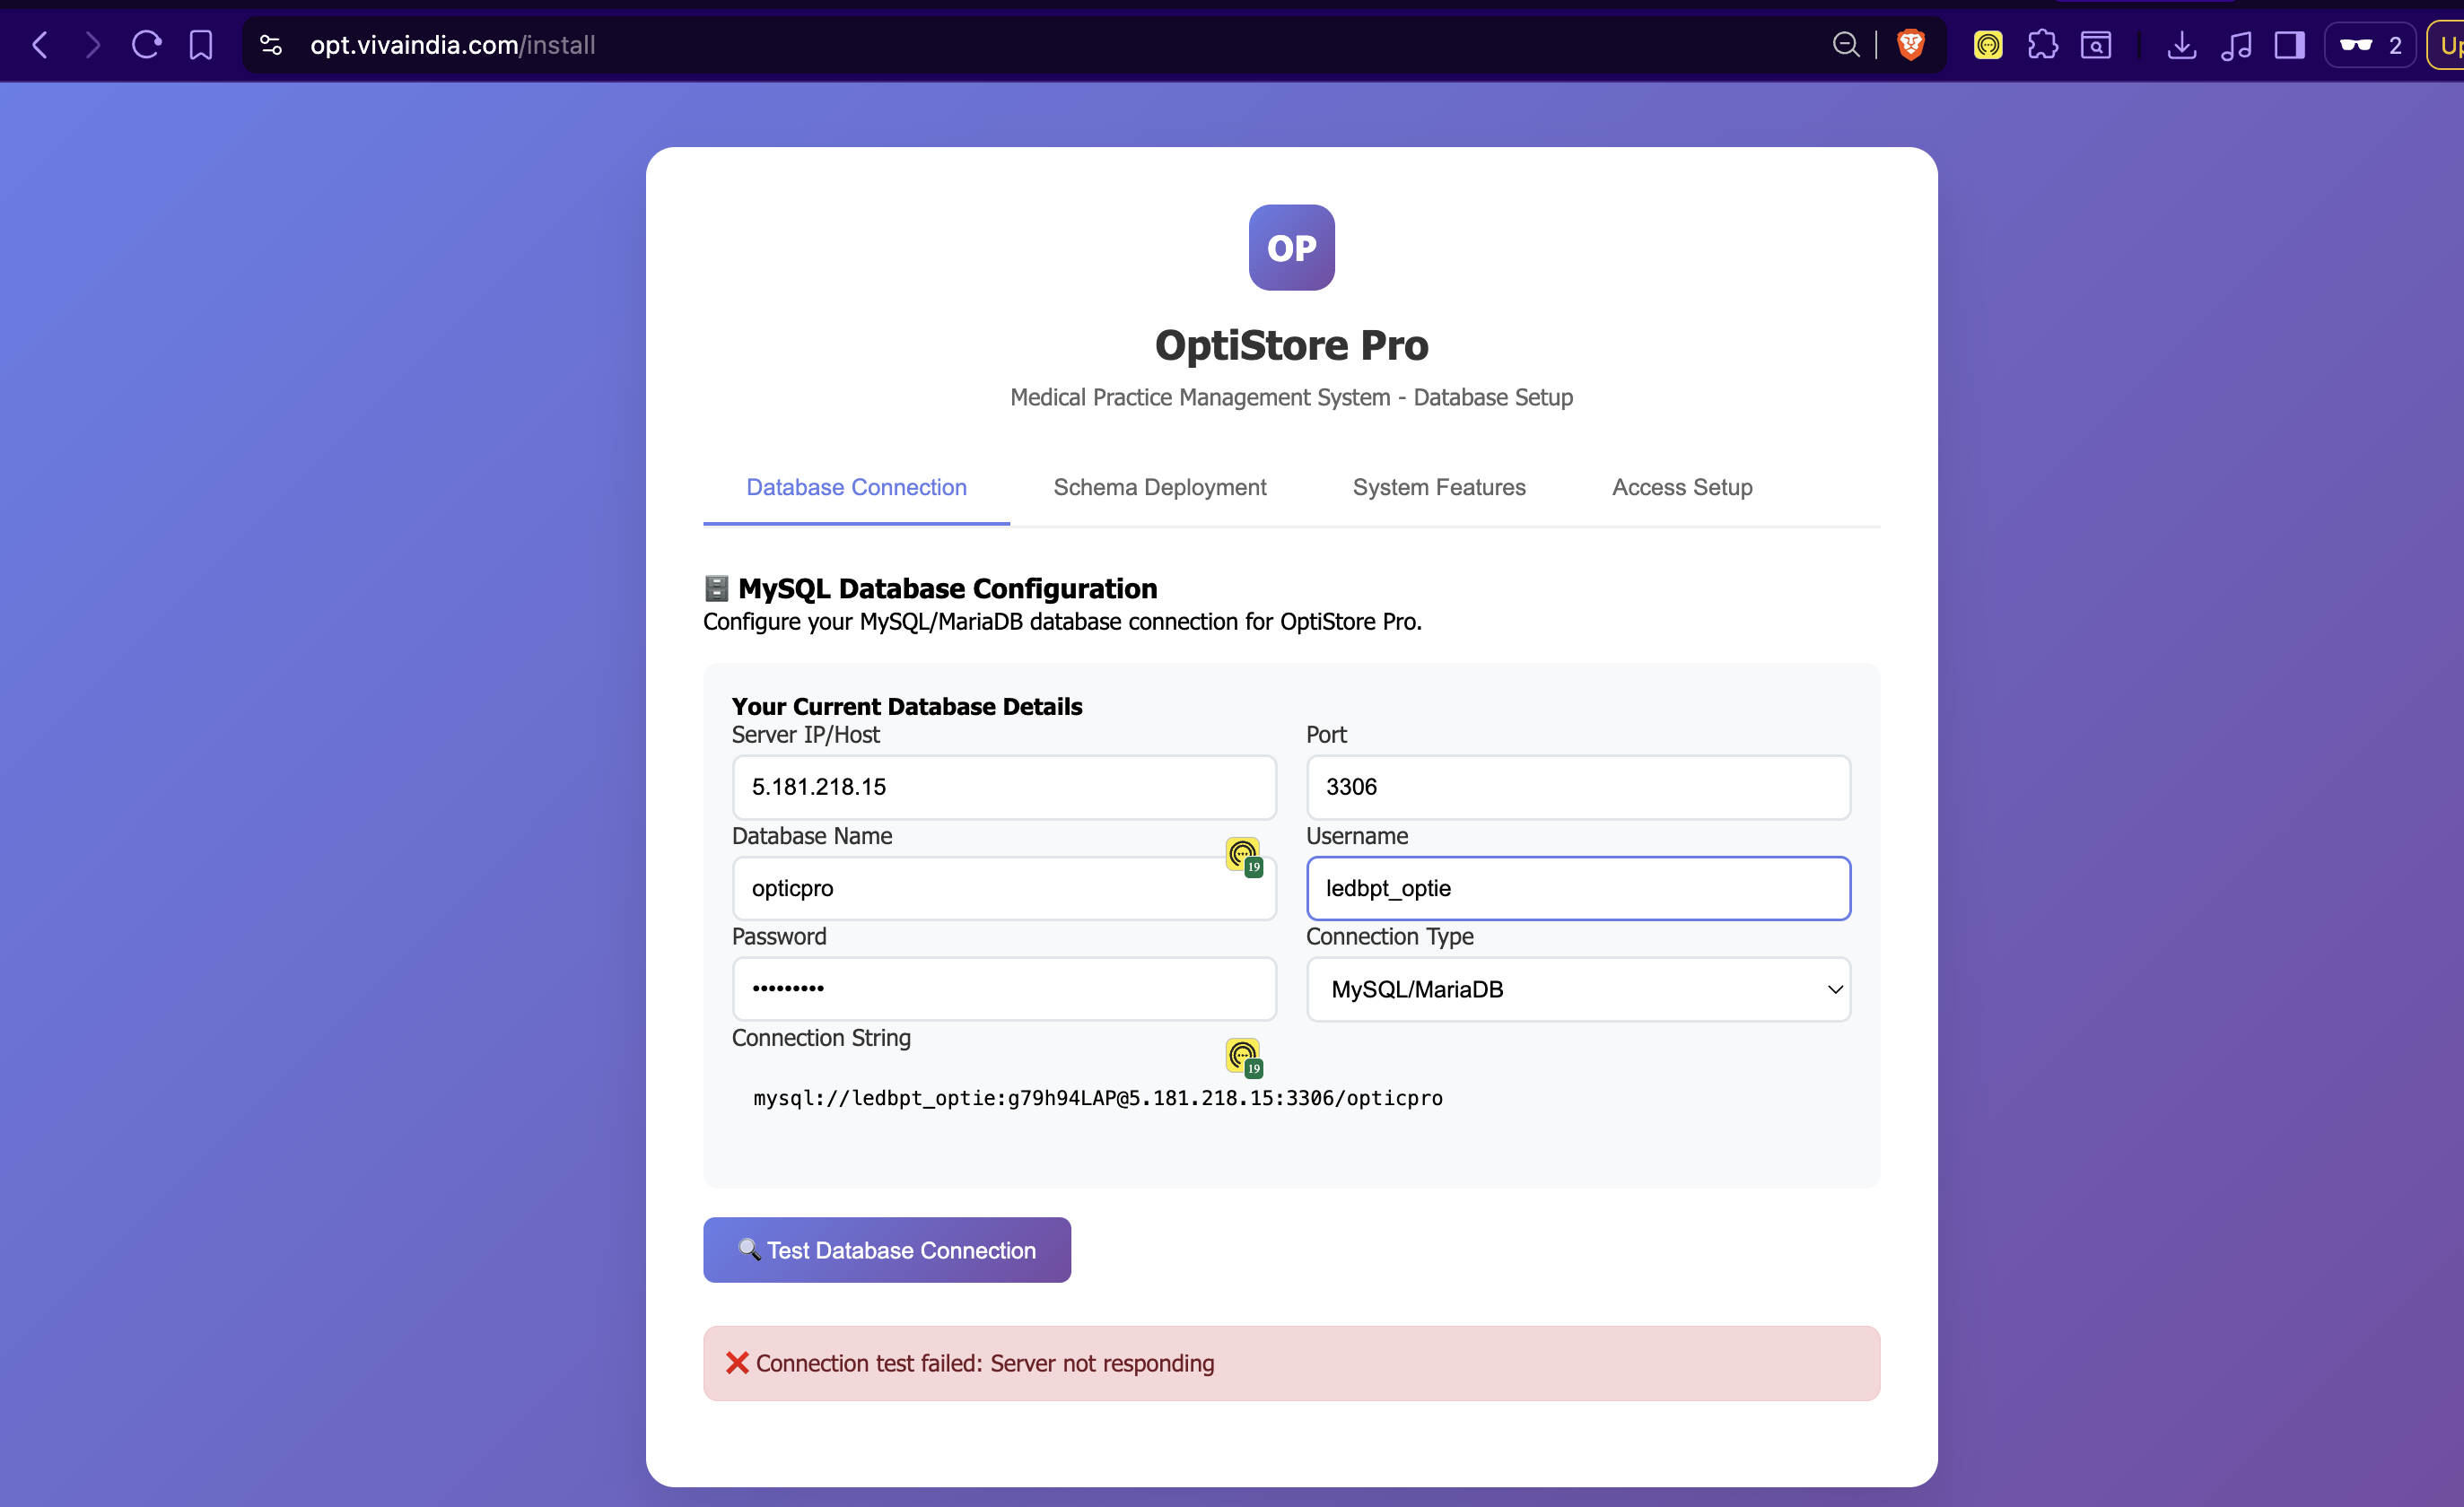 opt.vivaindia.com/install
2
Up
OP
OptiStore Pro
Medical Practice Management System - Database Setup
Database Connection
Schema Deployment
System Features
Access Setup
MySQL Database Configuration
Configure your MySQL/MariaDB database connection for OptiStore Pro.
Your Current Database Details
Server IP/Host
Port
5.181.218.15
3306
Database Name
Username
19
opticpro
ledbpt_optie
Password
Connection Type
•••••••••
MySQL/MariaDB
Connection String
19
mysql://ledbpt_optie:g79h94LAP@5.181.218.15:3306/opticpro
Test Database Connection
Connection test failed: Server not responding